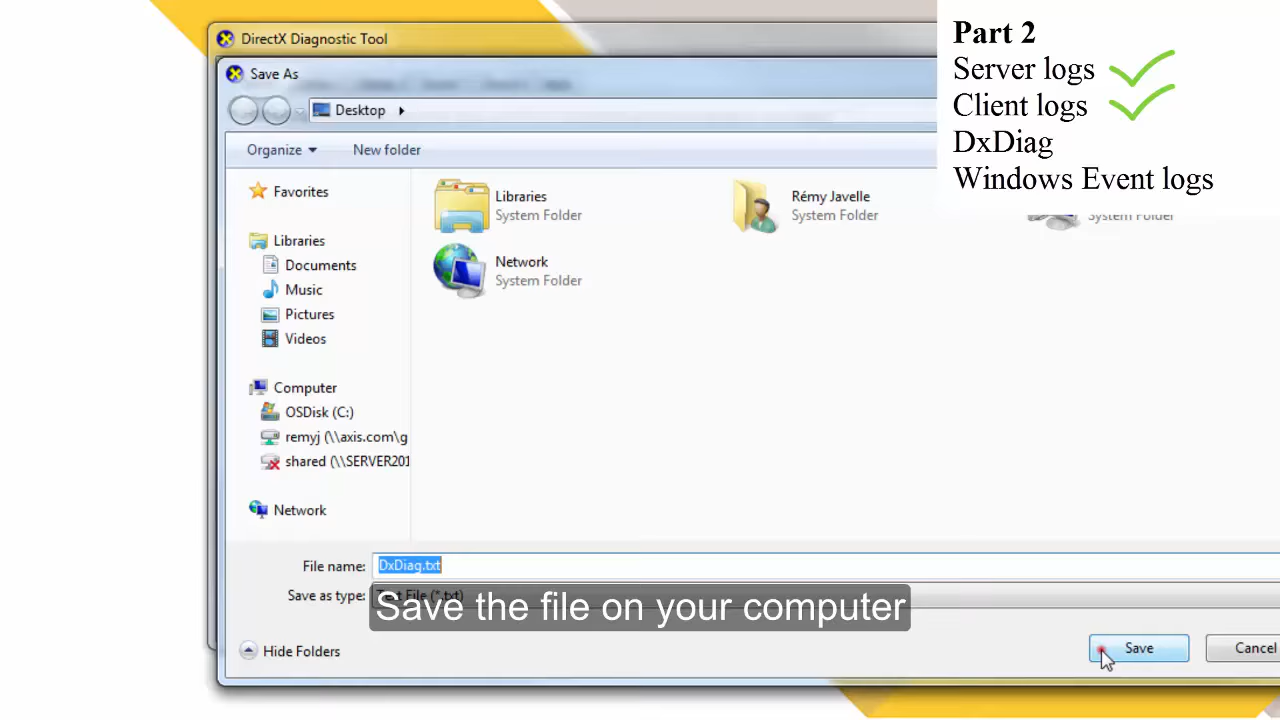 DirectX Diagnostic Tool
Part 2
Server logs
Client logs
DxDiag
Windows Event logs
Save As
Desktop
Organize
New folder
Favorites
Libraries
Documents
Music
Pictures
Videos
Computer
OSDisk (C:)
remyj (\\axis.com\g
shared (\\SERVER201
Network
Libraries
System Folder
Rémy Javelle
System Folder
System Folder
Network
System Folder
File name: DxDiag.txt
Save as type: Text File (*.txt)
Save the file on your computer
Hide Folders
Save
Cancel